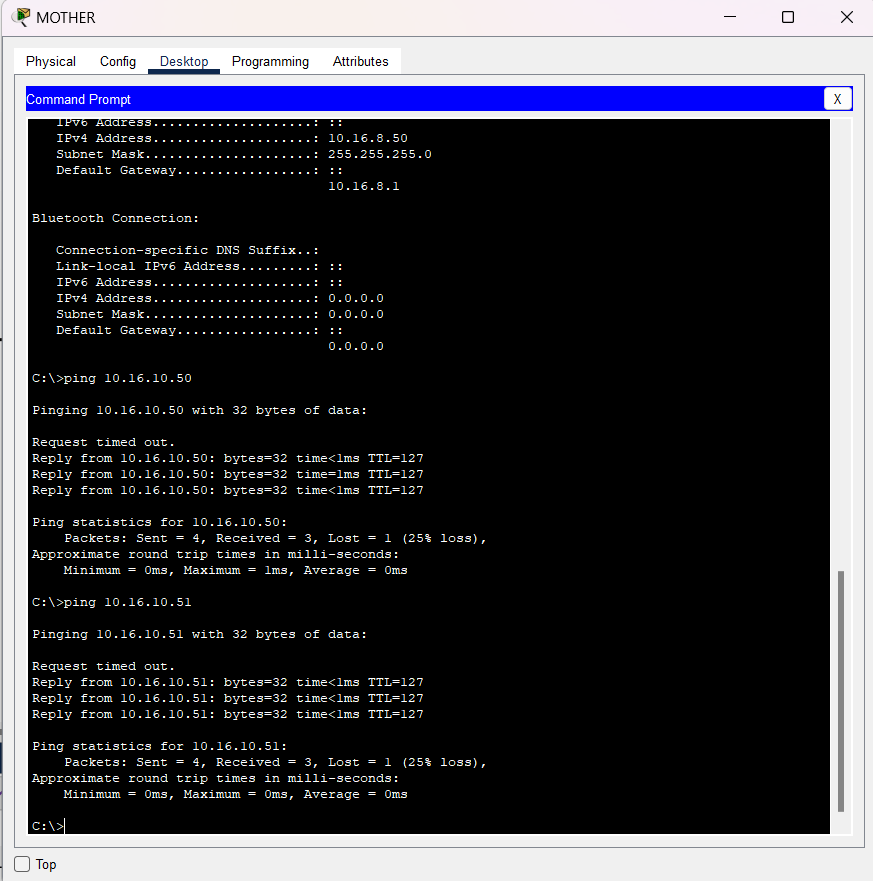 MOTHER
Physical Config Desktop Programming Attributes
Command Prompt
X
IPv6 Address....................: ::
IPv4 Address....................: 10.16.8.50
Subnet Mask.....................: 255.255.255.0
Default Gateway.................: ::
10.16.8.1
Bluetooth Connection:
Connection-specific DNS Suffix..:
Link-local IPv6 Address.........: ::
IPv6 Address....................: ::
IPv4 Address....................: 0.0.0.0
Subnet Mask.....................: 0.0.0.0
Default Gateway.................: ::
0.0.0.0
C:\>ping 10.16.10.50
Pinging 10.16.10.50 with 32 bytes of data:
Request timed out.
Reply from 10.16.10.50: bytes=32 time<1ms TTL=127
Reply from 10.16.10.50: bytes=32 time=1ms TTL=127
Reply from 10.16.10.50: bytes=32 time<1ms TTL=127
Ping statistics for 10.16.10.50:
Packets: Sent = 4, Received = 3, Lost = 1 (25% loss),
Approximate round trip times in milli-seconds:
Minimum = 0ms, Maximum = 1ms, Average = 0ms
C:\>ping 10.16.10.51
Pinging 10.16.10.51 with 32 bytes of data:
Request timed out.
Reply from 10.16.10.51: bytes=32 time<1ms TTL=127
Reply from 10.16.10.51: bytes=32 time<1ms TTL=127
Reply from 10.16.10.51: bytes=32 time<1ms TTL=127
Ping statistics for 10.16.10.51:
Packets: Sent = 4, Received = 3, Lost = 1 (25% loss),
Approximate round trip times in milli-seconds:
Minimum = 0ms, Maximum = 0ms, Average = 0ms
C:\>
Top